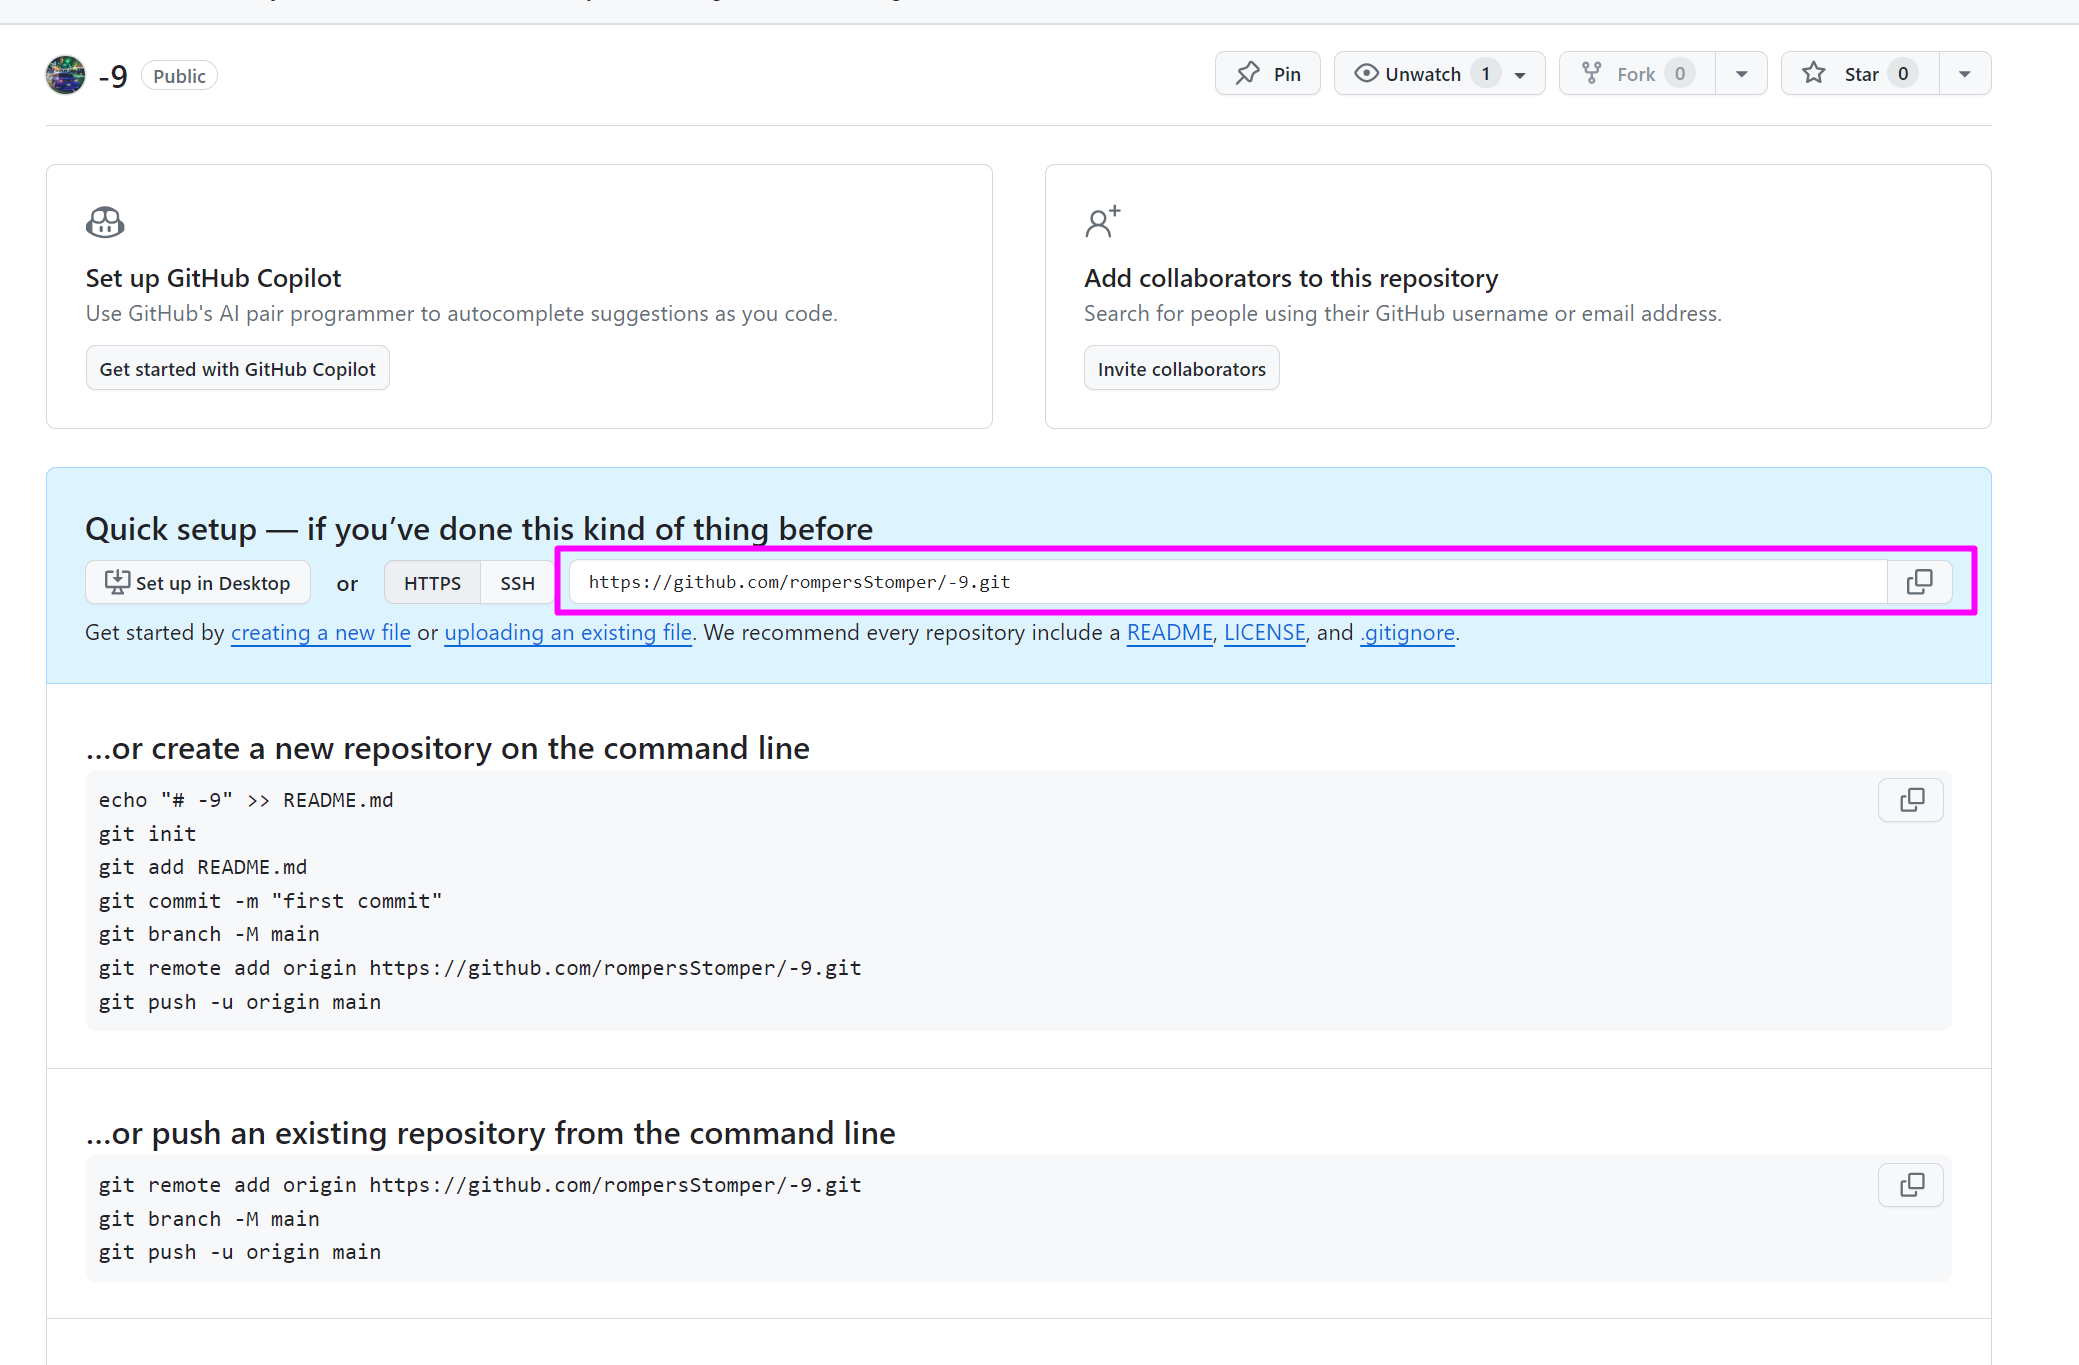 -9 Public
Pin
Unwatch 1
Fork 0
Star 0
Set up GitHub Copilot
Use GitHub's AI pair programmer to autocomplete suggestions as you code.
Get started with GitHub Copilot
Add collaborators to this repository
Search for people using their GitHub username or email address.
Invite collaborators
Quick setup — if you’ve done this kind of thing before
Set up in Desktop or HTTPS SSH https://github.com/rompersStomper/-9.git
Get started by creating a new file or uploading an existing file. We recommend every repository include a README, LICENSE, and .gitignore.
…or create a new repository on the command line
echo "# -9" >> README.md
git init
git add README.md
git commit -m "first commit"
git branch -M main
git remote add origin https://github.com/rompersStomper/-9.git
git push -u origin main
…or push an existing repository from the command line
git remote add origin https://github.com/rompersStomper/-9.git
git branch -M main
git push -u origin main